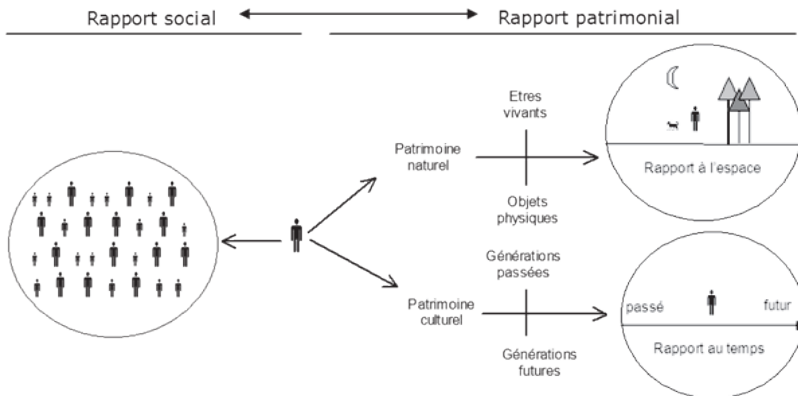 Rapport social
Rapport patrimonial
Etres
vivants
Patrimoine
naturel
Objets
physiques
Rapport à l'espace
Générations
passées
Patrimoine
culturel
Générations
futures
passé
futur
Rapport au temps